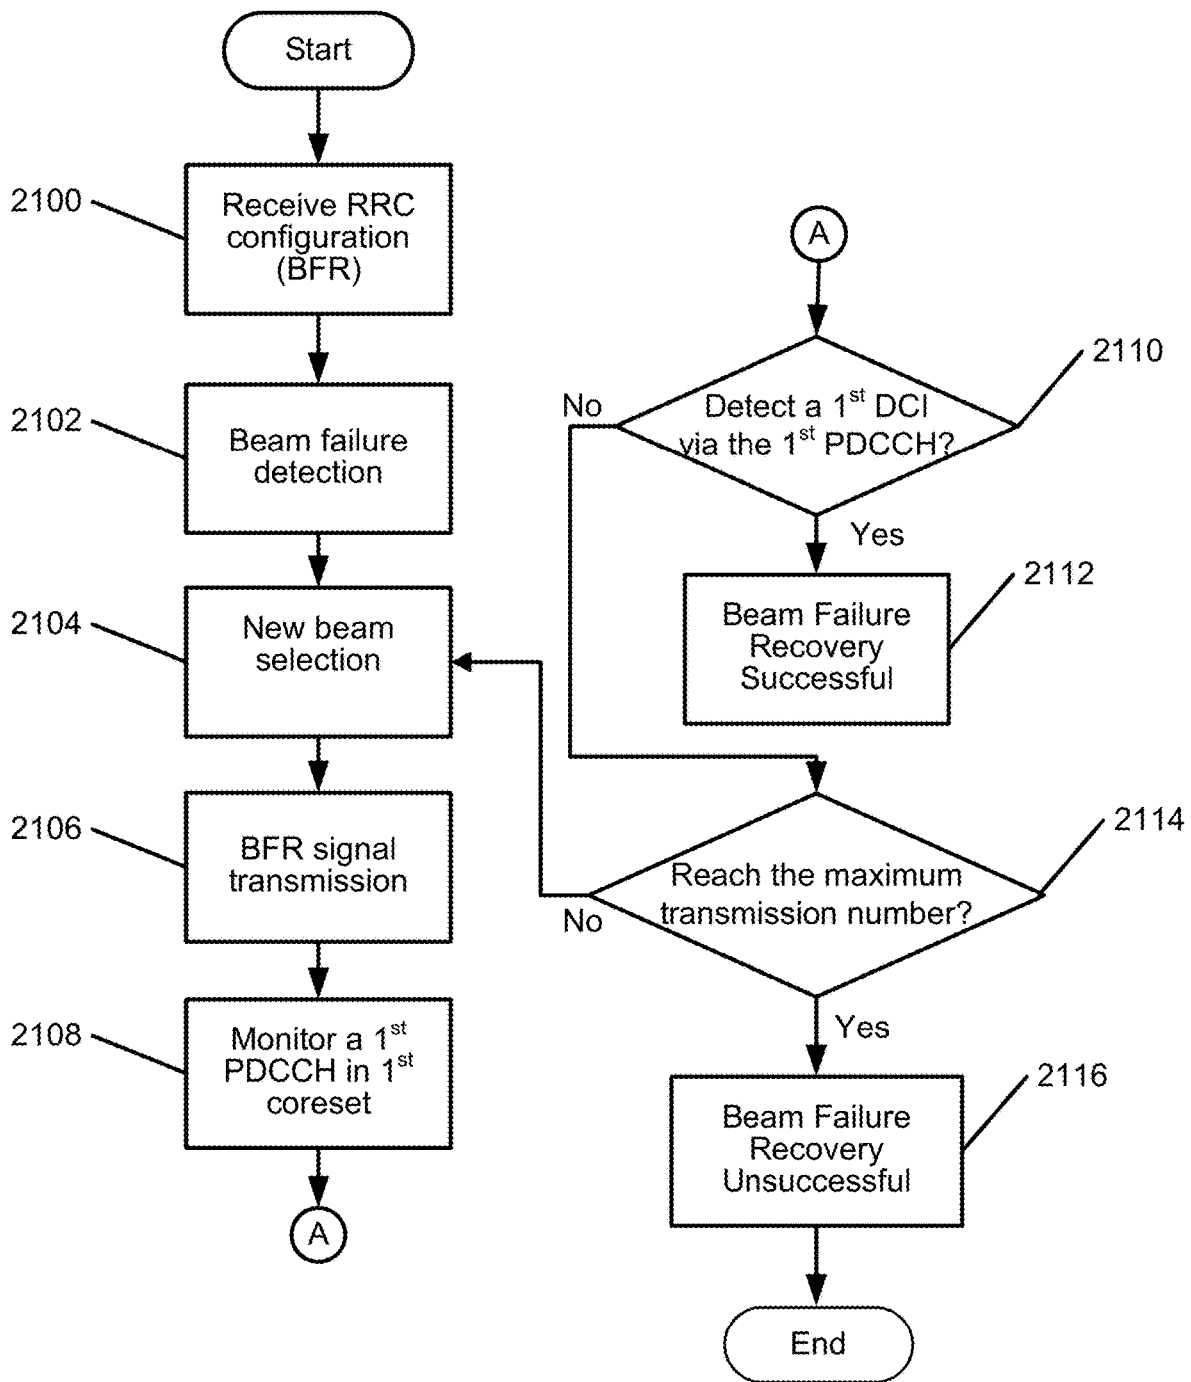 Start
2100
Receive RRC
configuration
(BFR)
2102
Beam failure
detection
2104
New beam
selection
2106
BFR signal
transmission
2108
Monitor a 1st
PDCCH in 1st
coreset
A
A
2110
Detect a 1st DCI
via the 1st PDCCH?
No
Yes
2112
Beam Failure
Recovery
Successful
2114
Reach the maximum
transmission number?
No
Yes
2116
Beam Failure
Recovery
Unsuccessful
End